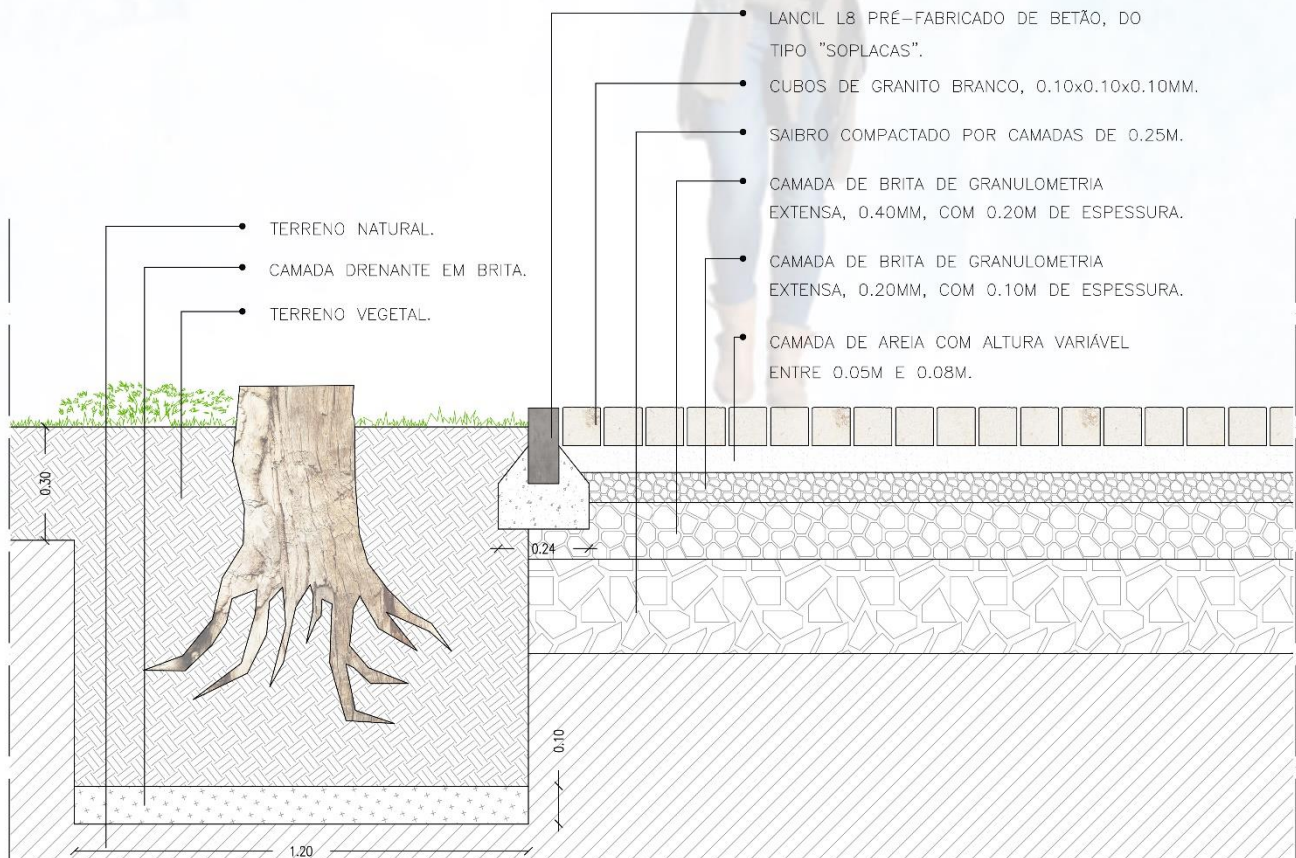 LANCIL L8 PRÉ-FABRICADO DE BETÃO, DO
TIPO "SOPLACAS".
CUBOS DE GRANITO BRANCO, 0.10x0.10x0.10MM.
SAIBRO COMPACTADO POR CAMADAS DE 0.25M.
CAMADA DE BRITA DE GRANULOMETRIA
EXTENSA, 0.40MM, COM 0.20M DE ESPESSURA.
CAMADA DE BRITA DE GRANULOMETRIA
EXTENSA, 0.20MM, COM 0.10M DE ESPESSURA.
CAMADA DE AREIA COM ALTURA VARIÁVEL
ENTRE 0.05M E 0.08M.
TERRENO NATURAL.
CAMADA DRENANTE EM BRITA.
TERRENO VEGETAL.
0.30
0.24
0.10
1.20